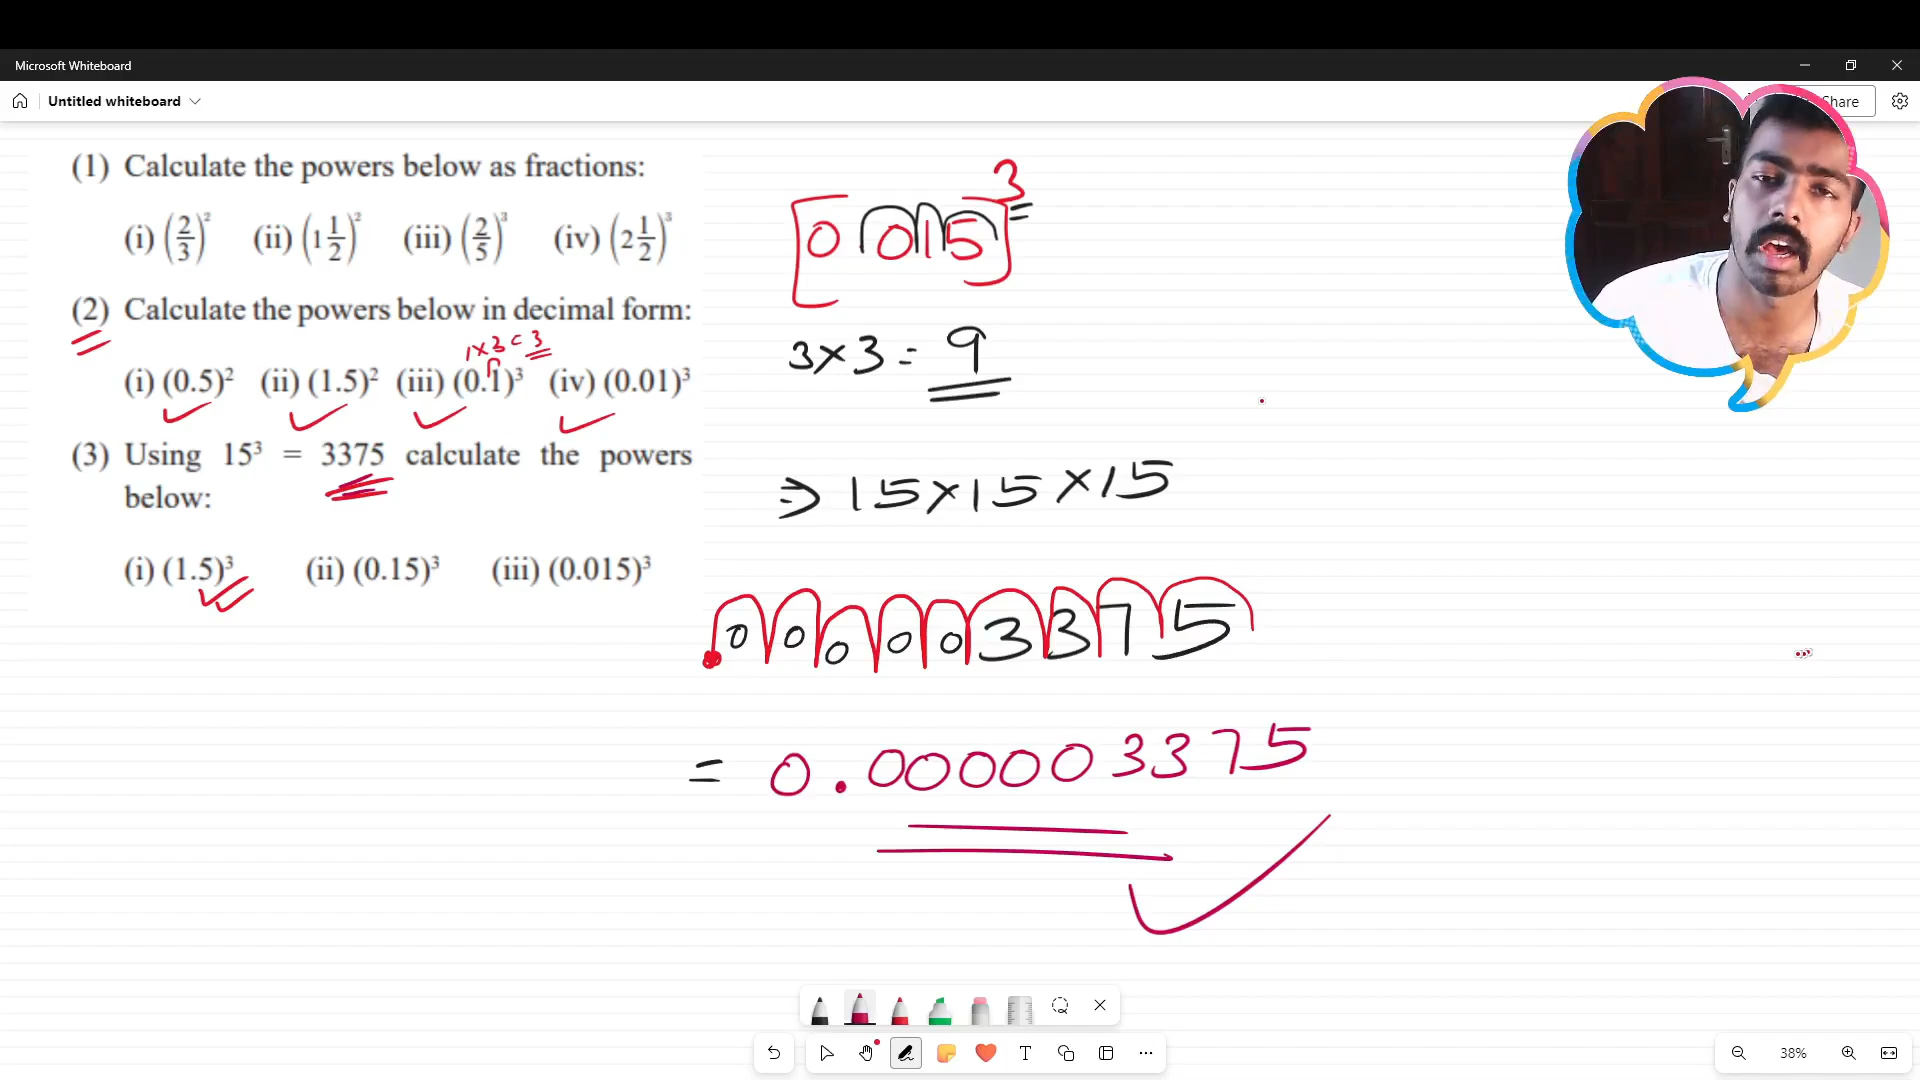 Microsoft Whiteboard
Untitled whiteboard
Share
(1) Calculate the powers below as fractions:
(i) (2/3)² (ii) (1 1/2)² (iii) (2/5)³ (iv) (2 1/2)³
(2) Calculate the powers below in decimal form:
1×3=3
(i) (0.5)² (ii) (1.5)² (iii) (0.1)³ (iv) (0.01)³
(3) Using 15³ = 3375 calculate the powers
below:
(i) (1.5)³ (ii) (0.15)³ (iii) (0.015)³
[0 015]³
3×3=9
⇒ 15×15×15
.000003375
= 0.000003375
T
38%